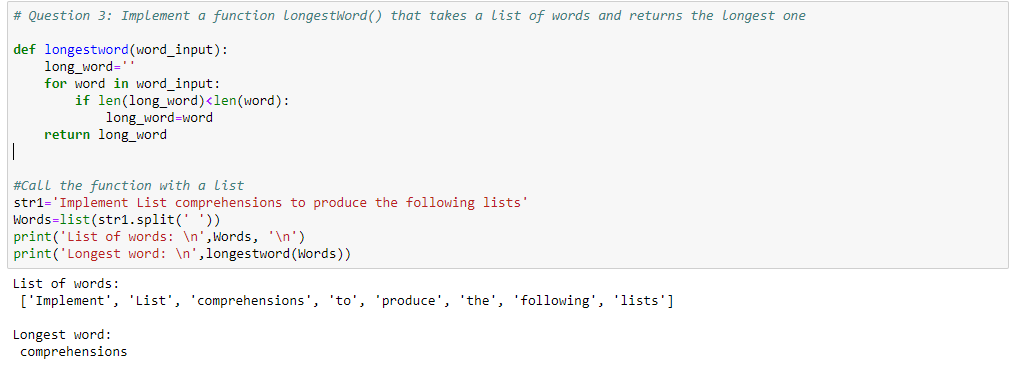 # Question 3: Implement a function longestWord() that takes a list of words and returns the longest one
def longestword(word_input):
    long_word=''
    for word in word_input:
        if len(long_word)<len(word):
            long_word=word
    return long_word
#Call the function with a list
str1='Implement List comprehensions to produce the following lists'
Words=list(str1.split(' '))
print('List of words: \n',Words, '\n')
print('Longest word: \n',longestword(Words))
List of words:
 ['Implement', 'List', 'comprehensions', 'to', 'produce', 'the', 'following', 'lists']
Longest word:
 comprehensions